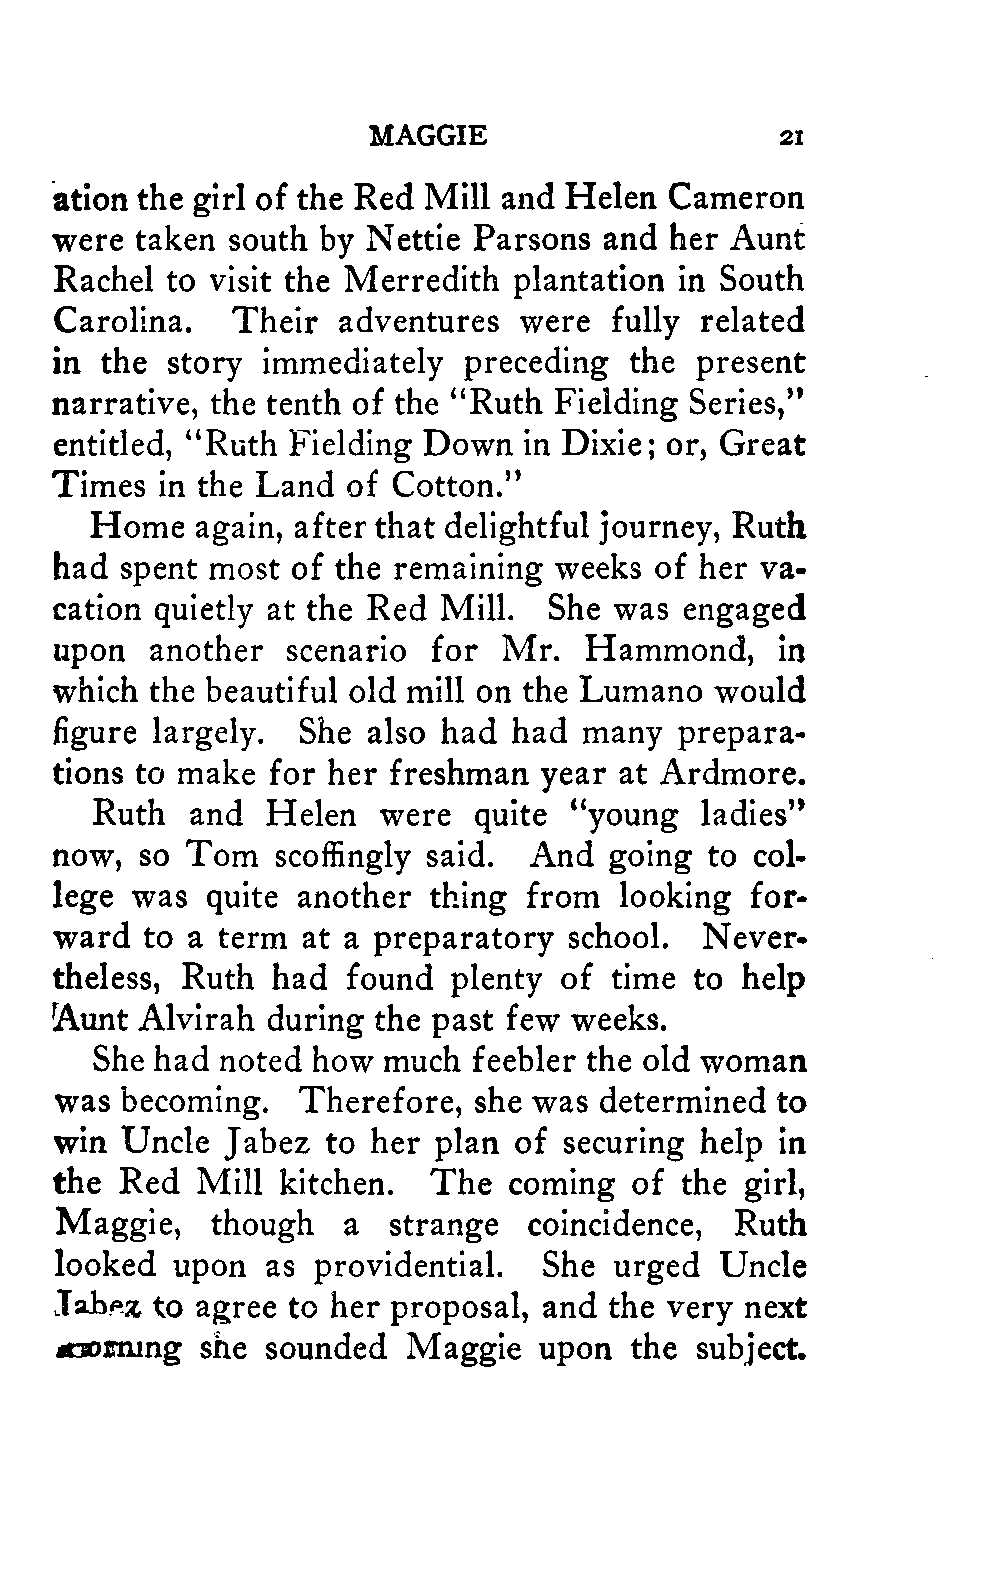 MAGGIE 21
ation the girl of the Red Mill and Helen Cameron
were taken south by Nettie Parsons and her Aunt
Rachel to visit the Merredith plantation in South
Carolina. Their adventures were fully related
in the story immediately preceding the present
narrative, the tenth of the “Ruth Fielding Series,”
entitled, “Ruth Fielding Down in Dixie; or, Great
Times in the Land of Cotton.”
Home again, after that delightful journey, Ruth
had spent most of the remaining weeks of her va-
cation quietly at the Red Mill. She was engaged
upon another scenario for Mr. Hammond, in
which the beautiful old mill on the Lumano would
figure largely. She also had had many prepara-
tions to make for her freshman year at Ardmore.
Ruth and Helen were quite “young ladies”
now, so Tom scoffingly said. And going to col-
lege was quite another thing from looking for-
ward to a term at a preparatory school. Never-
theless, Ruth had found plenty of time to help
Aunt Alvirah during the past few weeks.
She had noted how much feebler the old woman
was becoming. Therefore, she was determined to
win Uncle Jabez to her plan of securing help in
the Red Mill kitchen. The coming of the girl,
Maggie, though a strange coincidence, Ruth
looked upon as providential. She urged Uncle
Jabez to agree to her proposal, and the very next
morning she sounded Maggie upon the subject.